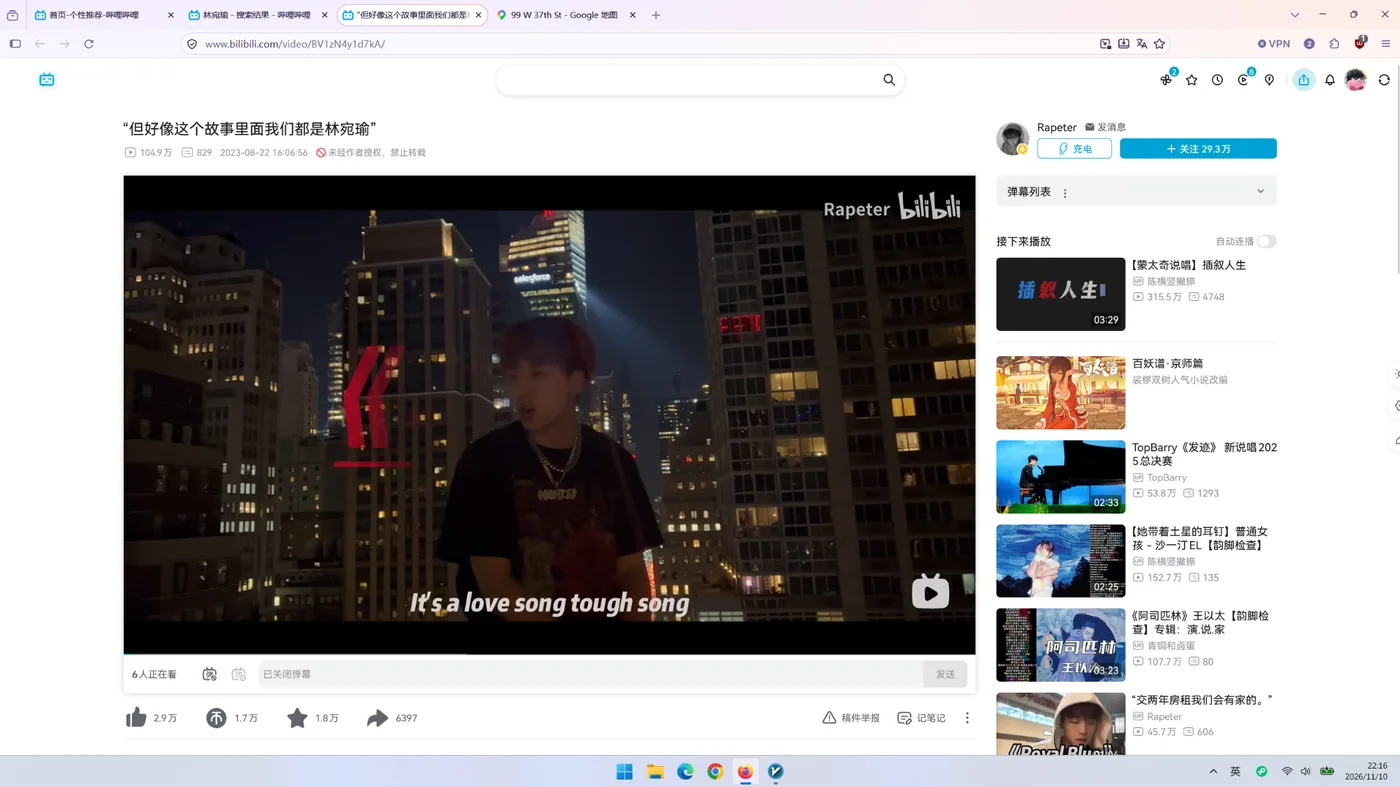 首页-个性推荐-哔哩哔哩
林宛瑜 - 搜索结果 - 哔哩哔哩
"但好像这个故事里面我们都是林
99 W 37th St - Google 地图
www.bilibili.com/video/BV1zN4y1d7kA/
VPN
2
1
2
8
“但好像这个故事里面我们都是林宛瑜”
104.9万 829 2023-08-22 16:06:56 未经作者授权，禁止转载
Rapeter bilibili
salesforce
It's a love song tough song
6人正在看
已关闭弹幕
发送
2.9万 1.7万 1.8万 6397
稿件举报 记笔记
Rapeter 发消息
充电
+ 关注 29.3万
弹幕列表
接下来播放
自动连播
插叙人生
03:29
【蒙太奇说唱】插叙人生
陈横竖撇捺
315.5万 4748
百妖谱·京师篇
裟椤双树人气小说改编
02:33
TopBarry《发迹》 新说唱202
5总决赛
TopBarry
53.8万 1293
02:25
【她带着土星的耳钉】普通女
孩 - 沙一汀EL【韵脚检查】
陈横竖撇捺
152.7万 135
阿司匹林
王以太
03:23
《阿司匹林》王以太【韵脚检
查】专辑：演.说.家
青铜和卤蛋
107.7万 80
《Royal Blue》
“交两年房租我们会有家的。”
Rapeter
45.7万 606
英
22:16
2026/11/10